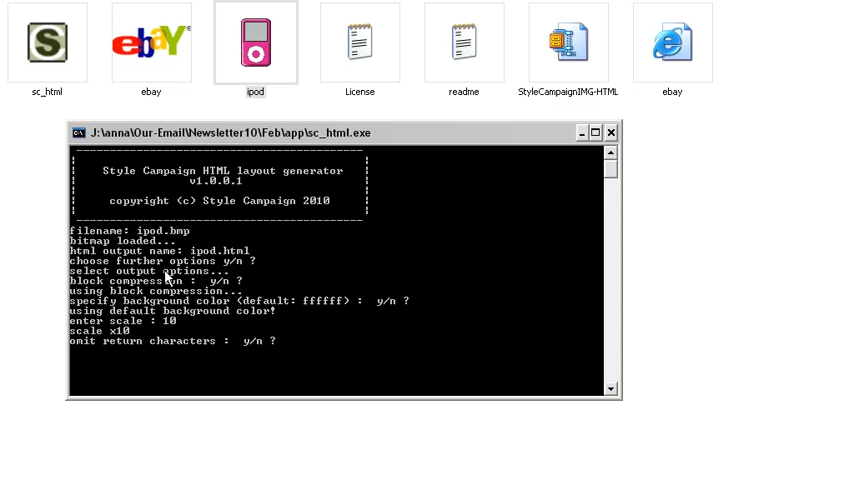 S
ebaY
sc_html
ebay
ipod
License
readme
StyleCampaignIMG-HTML
ebay
J:\anna\Our-Email\Newsletter10\Feb\app\sc_html.exe
Style Campaign HTML layout generator
v1.0.0.1
copyright (c) Style Campaign 2010
filename: ipod.bmp
bitmap loaded...
html output name: ipod.html
choose further options y/n ?
select output options...
block compression :  y/n ?
using block compression...
specify background color (default: ffffff) :  y/n ?
using default background color!
enter scale : 10
scale x10
omit return characters :  y/n ?